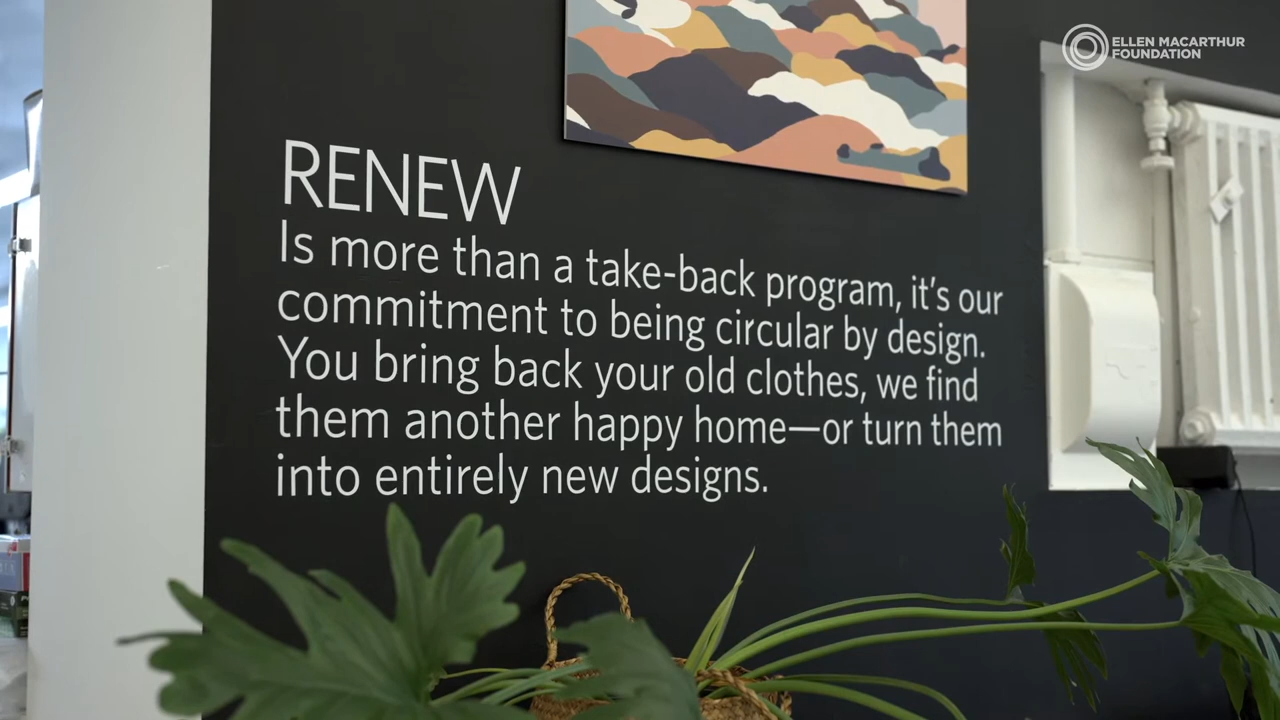 ELLEN MACARTHUR
FOUNDATION
RENEW
Is more than a take-back program, it's our
commitment to being circular by design.
You bring back your old clothes, we find
them another happy home—or turn them
into entirely new designs.